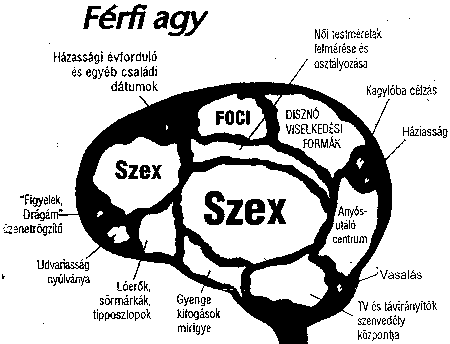 Férfi agy
Házassági évforduló
és egyéb családi
dátumok
Női testméretek
felmérése és
osztályozása
Kagylóba célzás
Háziasság
FOCI
DISZNÓ
VISELKEDÉSI
FORMÁK
Szex
Szex
Anyós-
utáló
centrum
"Figyelek,
Drágám"
üzenetrögzítő
Udvariasság
nyúlványa
Lóerők,
sörmárkák,
tipposzlopok
Gyenge
kifogások
mirigye
Vasalás
TV és távirányítók
szenvedély
központja